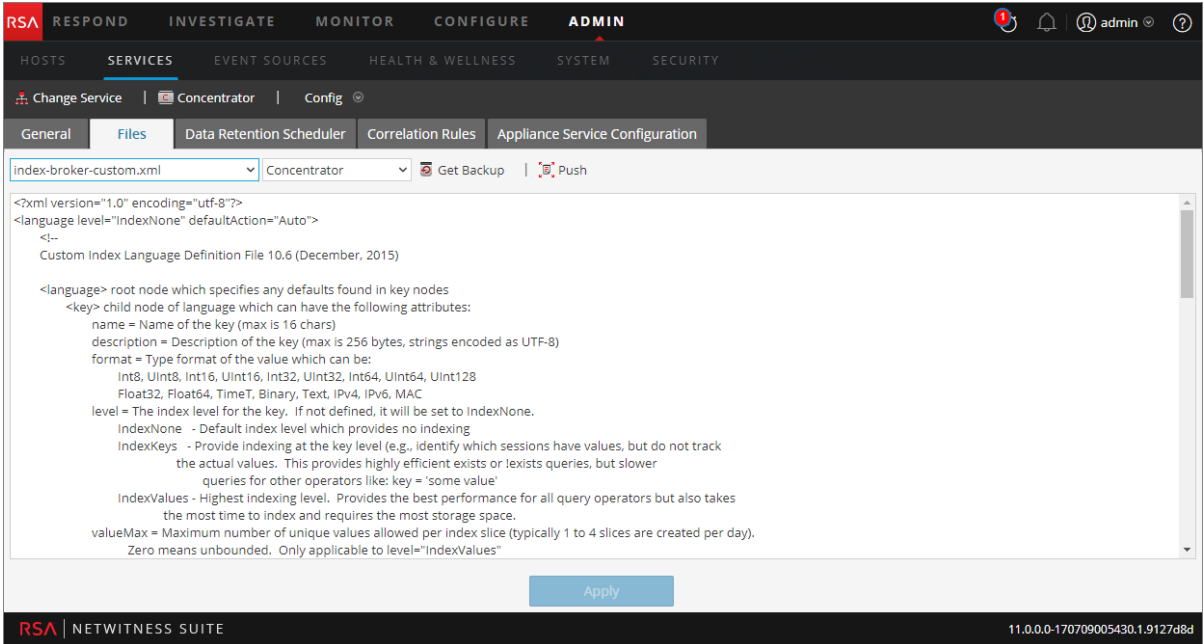 RSA RESPOND INVESTIGATE MONITOR CONFIGURE ADMIN 1 admin ?
HOSTS SERVICES EVENT SOURCES HEALTH & WELLNESS SYSTEM SECURITY
Change Service | C Concentrator | Config
General Files Data Retention Scheduler Correlation Rules Appliance Service Configuration
index-broker-custom.xml Concentrator Get Backup | Push
<?xml version="1.0" encoding="utf-8"?>
<language level="IndexNone" defaultAction="Auto">
<!--
Custom Index Language Definition File 10.6 (December, 2015)
<language> root node which specifies any defaults found in key nodes
<key> child node of language which can have the following attributes:
name = Name of the key (max is 16 chars)
description = Description of the key (max is 256 bytes, strings encoded as UTF-8)
format = Type format of the value which can be:
Int8, UInt8, Int16, UInt16, Int32, UInt32, Int64, UInt64, UInt128
Float32, Float64, TimeT, Binary, Text, IPv4, IPv6, MAC
level = The index level for the key.  If not defined, it will be set to IndexNone.
IndexNone   - Default index level which provides no indexing
IndexKeys   - Provide indexing at the key level (e.g., identify which sessions have values, but do not track
the actual values.  This provides highly efficient exists or !exists queries, but slower
queries for other operators like: key = 'some value'
IndexValues - Highest indexing level.  Provides the best performance for all query operators but also takes
the most time to index and requires the most storage space.
valueMax = Maximum number of unique values allowed per index slice (typically 1 to 4 slices are created per day).
Zero means unbounded.  Only applicable to level="IndexValues"
Apply
RSA | NETWITNESS SUITE 11.0.0.0-170709005430.1.9127d8d